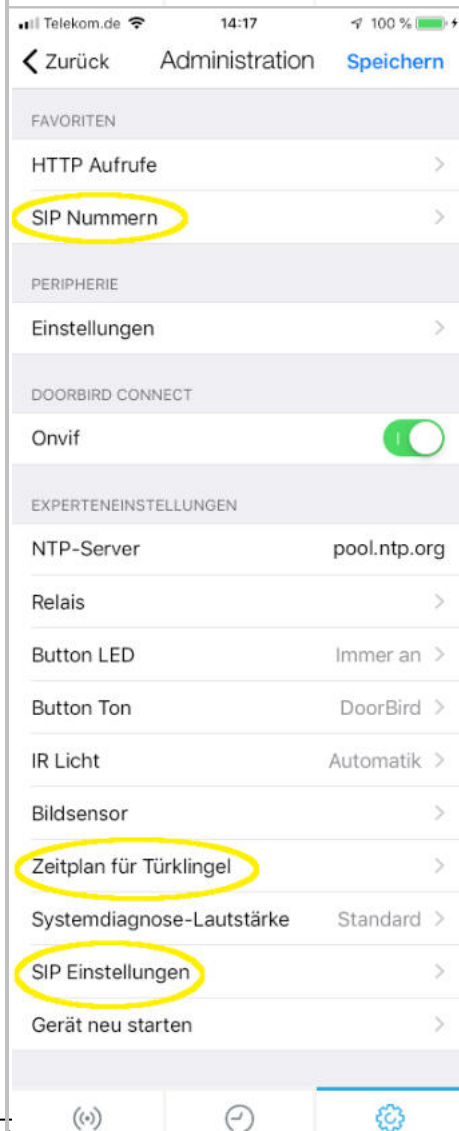 Telekom.de 14:17 100 %
Zurück Administration Speichern
FAVORITEN
HTTP Aufrufe
SIP Nummern
PERIPHERIE
Einstellungen
DOORBIRD CONNECT
Onvif
EXPERTENEINSTELLUNGEN
NTP-Server pool.ntp.org
Relais
Button LED Immer an
Button Ton DoorBird
IR Licht Automatik
Bildsensor
Zeitplan für Türklingel
Systemdiagnose-Lautstärke Standard
SIP Einstellungen
Gerät neu starten